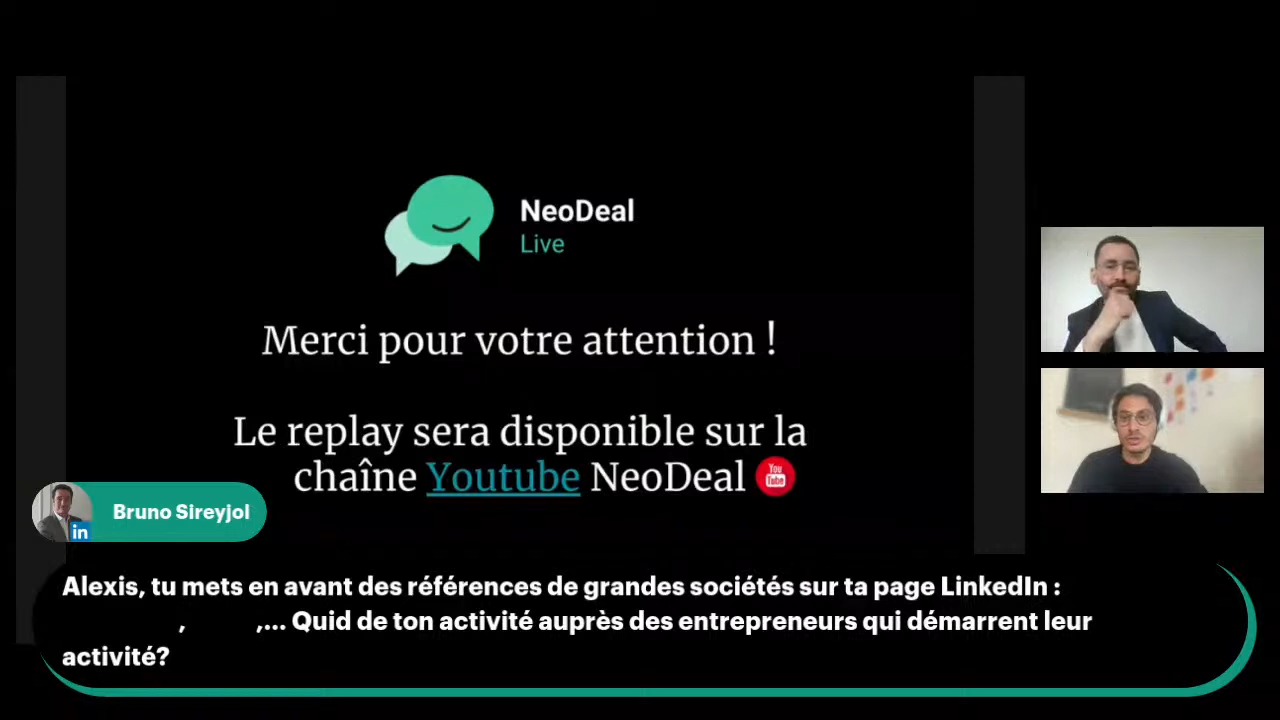 NeoDeal
Live
Merci pour votre attention !
Le replay sera disponible sur la
chaîne Youtube NeoDeal
You
Tube
in
Bruno Sireyjol
Alexis, tu mets en avant des références de grandes sociétés sur ta page LinkedIn :
, ,... Quid de ton activité auprès des entrepreneurs qui démarrent leur
activité?